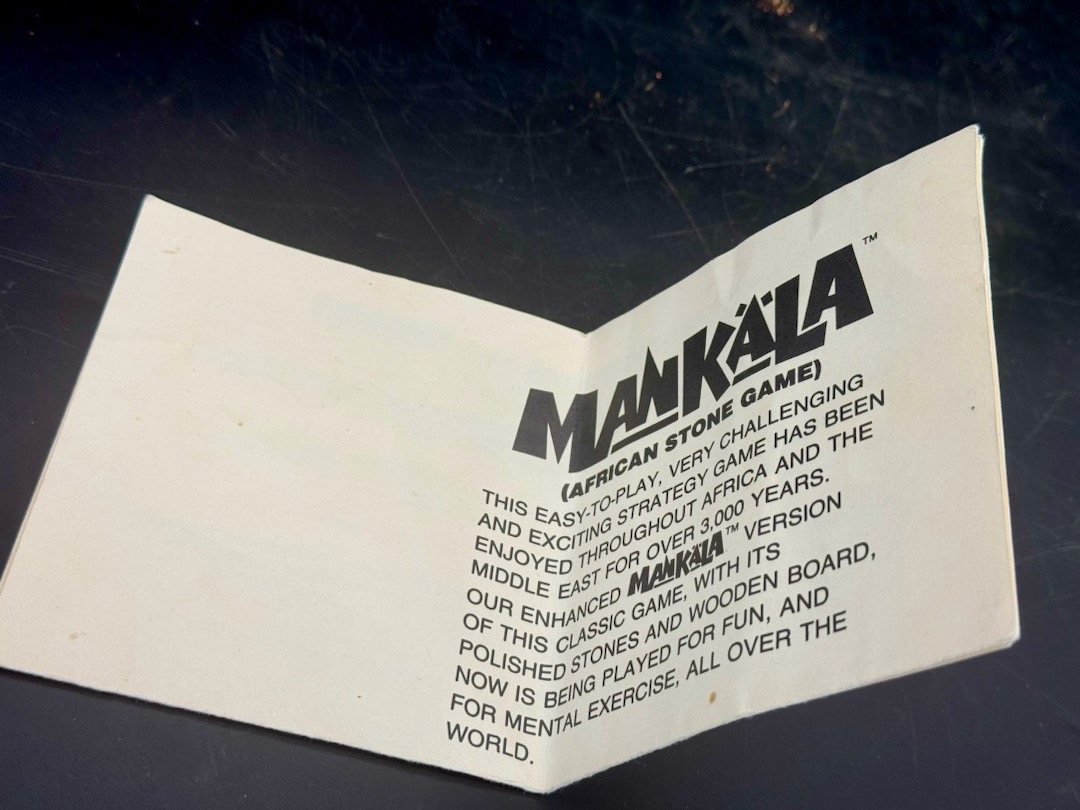 MANKÄLA™
(AFRICAN STONE GAME)
THIS EASY-TO-PLAY, VERY CHALLENGING
AND EXCITING STRATEGY GAME HAS BEEN
ENJOYED THROUGHOUT AFRICA AND THE
MIDDLE EAST FOR OVER 3,000 YEARS.
OUR ENHANCED MANKÄLA™ VERSION
OF THIS CLASSIC GAME, WITH ITS
POLISHED STONES AND WOODEN BOARD,
NOW IS BEING PLAYED FOR FUN, AND
FOR MENTAL EXERCISE, ALL OVER THE
WORLD.